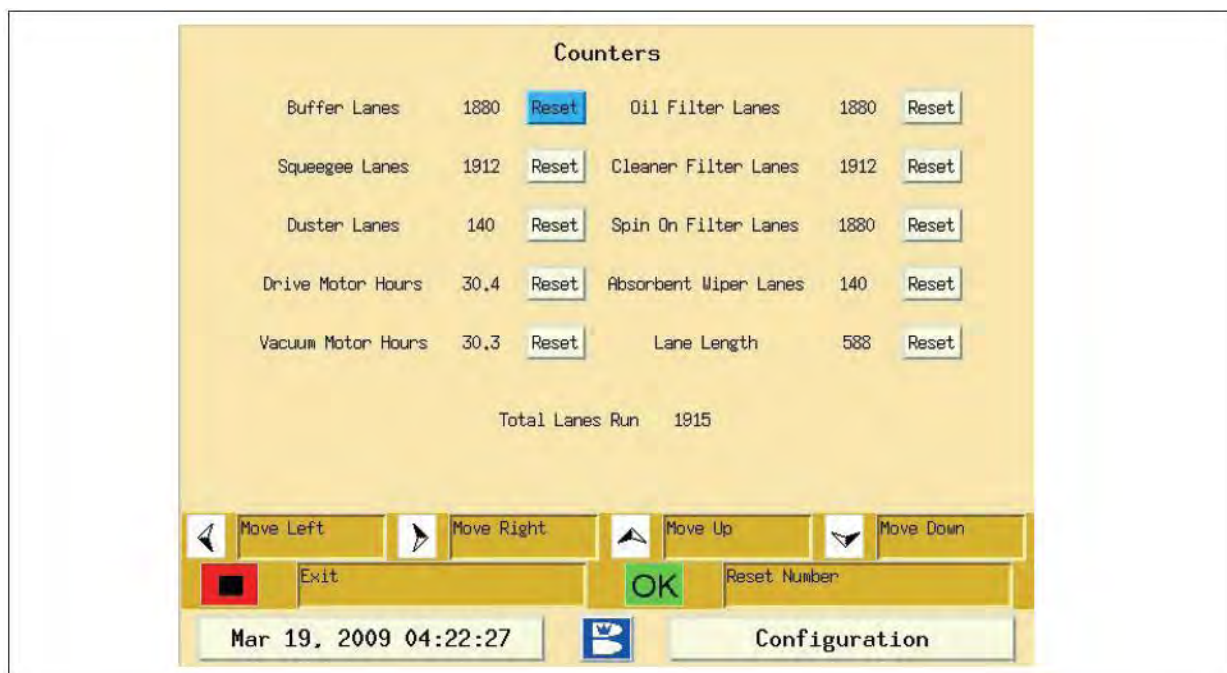 Counters
Buffer Lanes 1880 Reset Oil Filter Lanes 1880 Reset
Squeegee Lanes 1912 Reset Cleaner Filter Lanes 1912 Reset
Duster Lanes 140 Reset Spin On Filter Lanes 1880 Reset
Drive Motor Hours 30.4 Reset Absorbent Wiper Lanes 140 Reset
Vacuum Motor Hours 30.3 Reset Lane Length 588 Reset
Total Lanes Run 1915
Move Left Move Right Move Up Move Down
Exit OK Reset Number
Mar 19, 2009 04:22:27 B Configuration